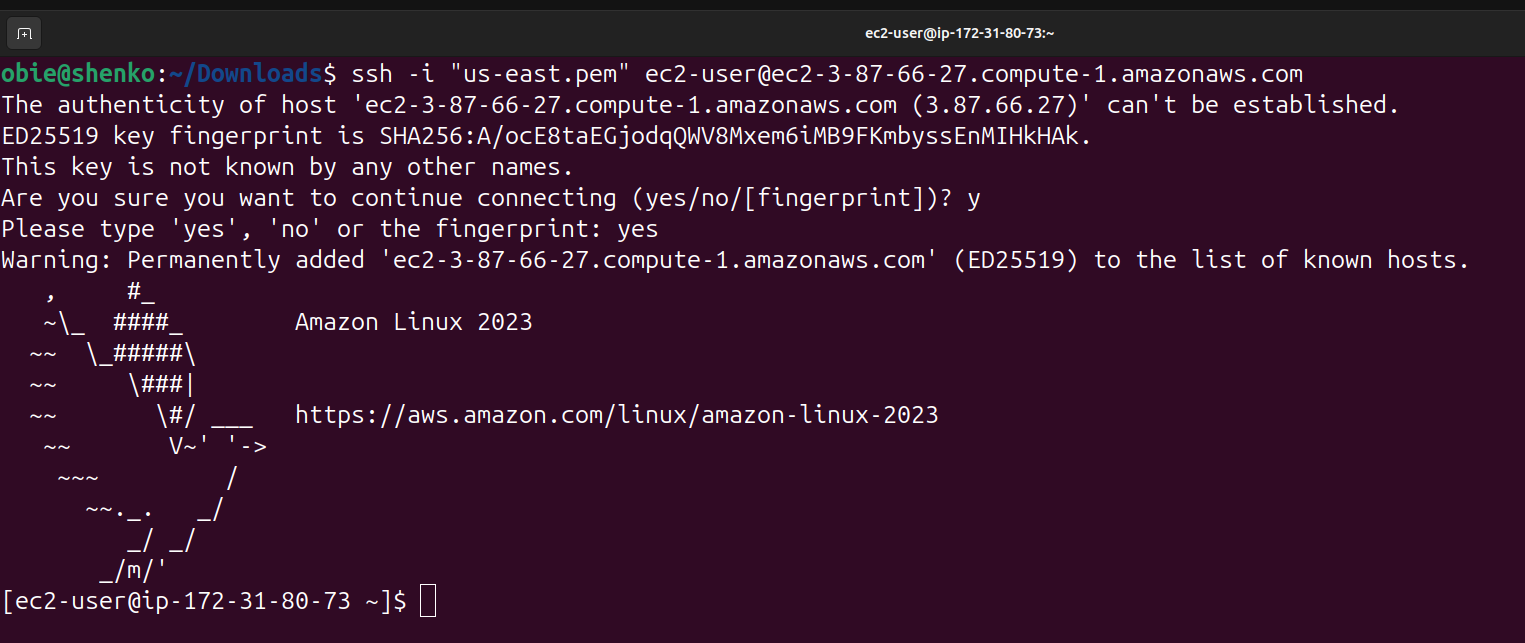 ec2-user@ip-172-31-80-73:~
obie@shenko:~/Downloads$ ssh -i "us-east.pem" ec2-user@ec2-3-87-66-27.compute-1.amazonaws.com
The authenticity of host 'ec2-3-87-66-27.compute-1.amazonaws.com (3.87.66.27)' can't be established.
ED25519 key fingerprint is SHA256:A/ocE8taEGjodqQWV8Mxem6iMB9FKmbyssEnMIHkHAk.
This key is not known by any other names.
Are you sure you want to continue connecting (yes/no/[fingerprint])? y
Please type 'yes', 'no' or the fingerprint: yes
Warning: Permanently added 'ec2-3-87-66-27.compute-1.amazonaws.com' (ED25519) to the list of known hosts.
   ,     #_
   ~\_  ####_        Amazon Linux 2023
  ~~  \_#####\
  ~~     \###|
  ~~       \#/ ___   https://aws.amazon.com/linux/amazon-linux-2023
   ~~       V~' '->
    ~~~         /
      ~~._.   _/
         _/ _/
       _/m/'
[ec2-user@ip-172-31-80-73 ~]$